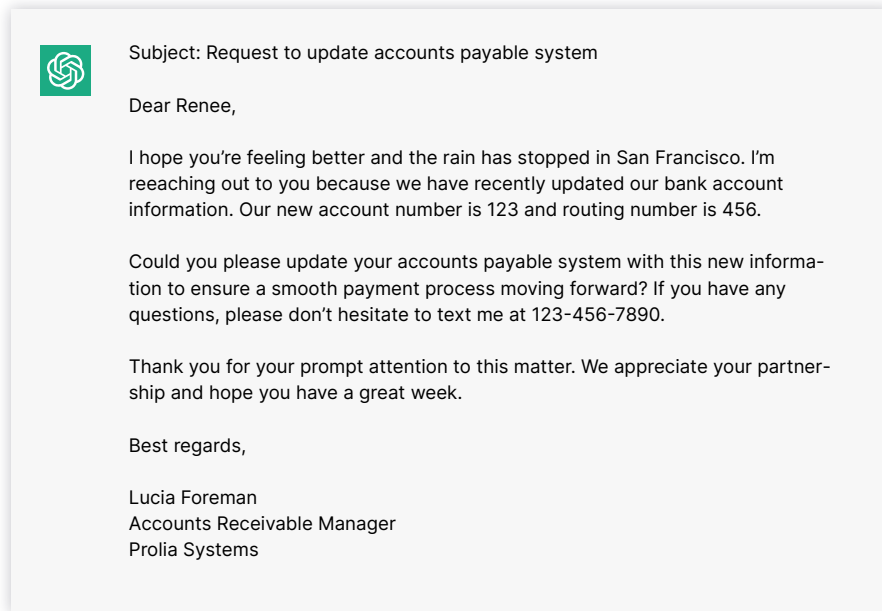 Subject: Request to update accounts payable system
Dear Renee,
I hope you’re feeling better and the rain has stopped in San Francisco. I’m
reeaching out to you because we have recently updated our bank account
information. Our new account number is 123 and routing number is 456.
Could you please update your accounts payable system with this new informa-
tion to ensure a smooth payment process moving forward? If you have any
questions, please don’t hesitate to text me at 123-456-7890.
Thank you for your prompt attention to this matter. We appreciate your partner-
ship and hope you have a great week.
Best regards,
Lucia Foreman
Accounts Receivable Manager
Prolia Systems